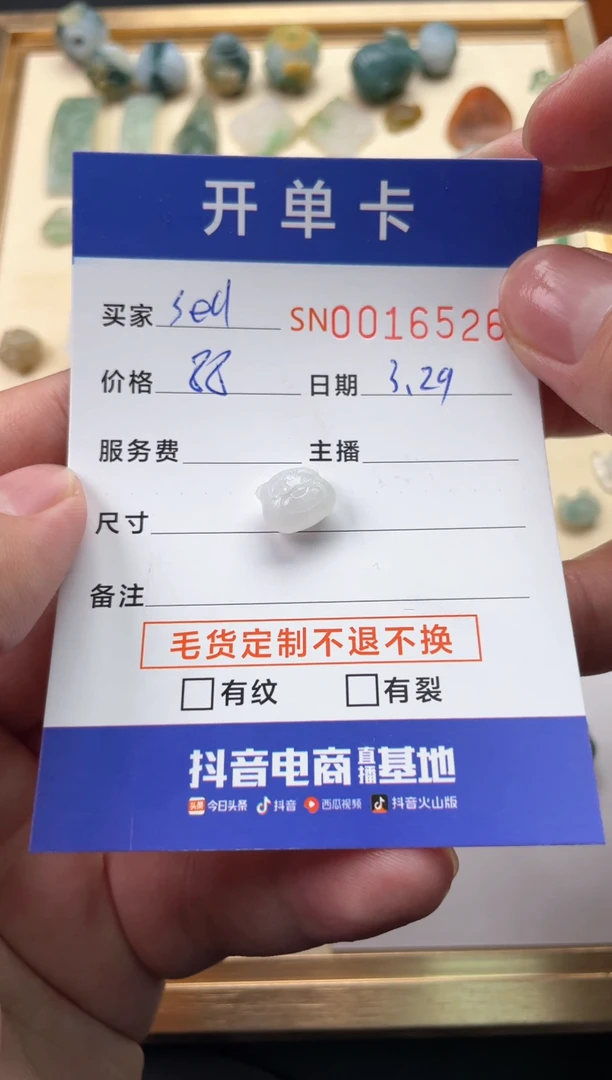 开单卡
买家 sell SN0016526
价格 88 日期 3.29
服务费 主播
尺寸
备注
毛货定制不退不换
有纹 有裂
抖音电商直播基地
头条 今日头条 抖音 西瓜视频 抖音火山版